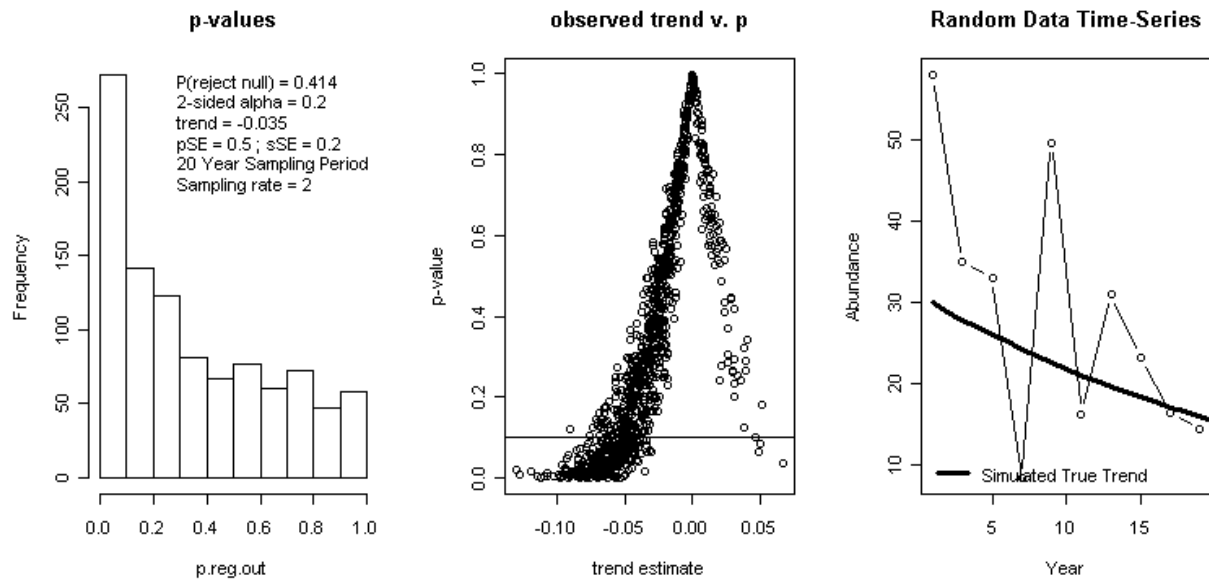 p-values
P(reject null) = 0.414
2-sided alpha = 0.2
trend = -0.035
pSE = 0.5 ; sSE = 0.2
20 Year Sampling Period
Sampling rate = 2
Frequency
250
200
150
100
50
0
0.0 0.2 0.4 0.6 0.8 1.0
p.reg.out
observed trend v. p
p-value
1.0
0.8
0.6
0.4
0.2
0.0
-0.10 -0.05 0.00 0.05
trend estimate
Random Data Time-Series
Abundance
50
40
30
20
10
Simulated True Trend
5 10 15
Year